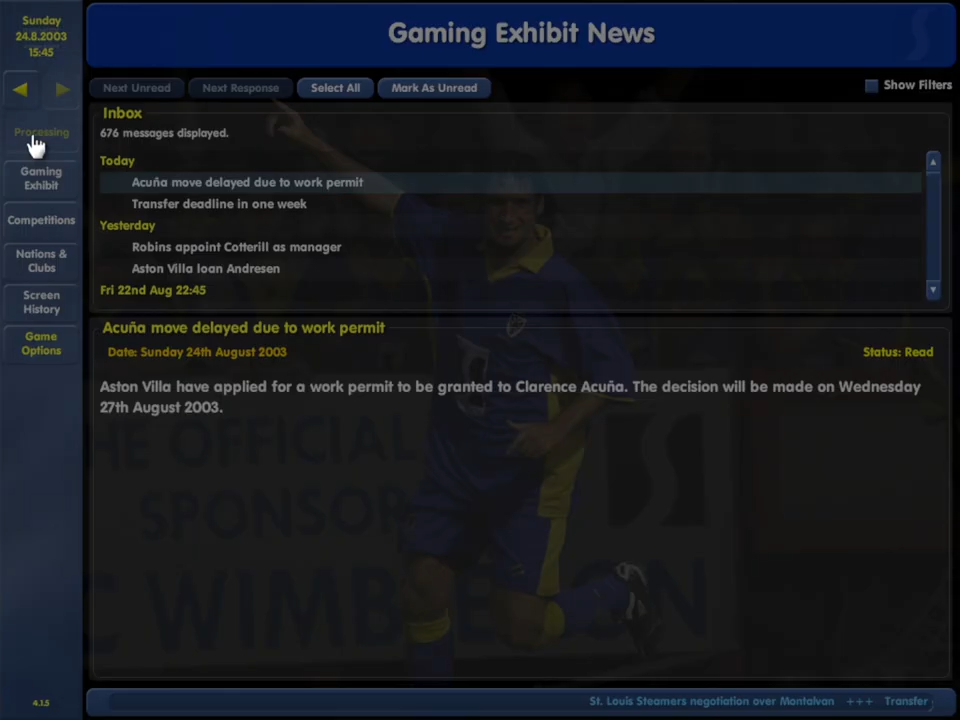 Sunday
24.8.2003
15:45
Gaming Exhibit News
Next Unread
Next Response
Select All
Mark As Unread
Show Filters
Processing
Gaming
Exhibit
Competitions
Nations &
Clubs
Screen
History
Game
Options
Inbox
676 messages displayed.
Today
Acuña move delayed due to work permit
Transfer deadline in one week
Yesterday
Robins appoint Cotterill as manager
Aston Villa loan Andresen
Fri 22nd Aug 22:45
Acuña move delayed due to work permit
Date: Sunday 24th August 2003
Status: Read
Aston Villa have applied for a work permit to be granted to Clarence Acuña. The decision will be made on Wednesday
27th August 2003.
THE OFFICIAL
SPONSOR
C WIMB ON
4.1.5
St. Louis Steamers negotiation over Montalvan +++ Transfer